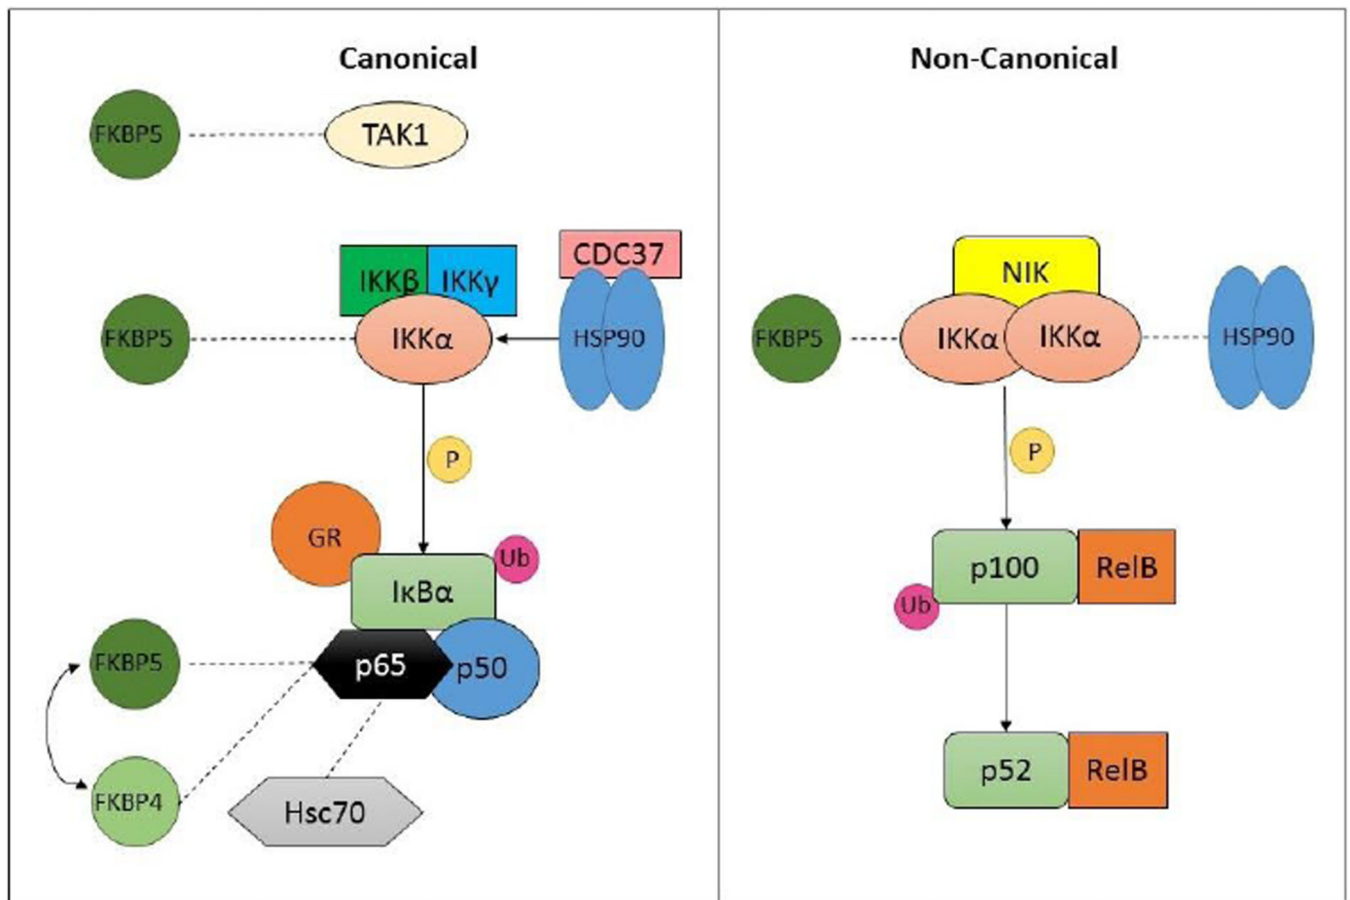 Canonical
Non-Canonical
FKBP5
TAK1
IKKβ
IKKγ
CDC37
NIK
FKBP5
IKKα
HSP90
FKBP5
IKKα
IKKα
HSP90
P
P
GR
Ub
IκBα
p100
RelB
Ub
FKBP5
p65
p50
FKBP4
Hsc70
p52
RelB